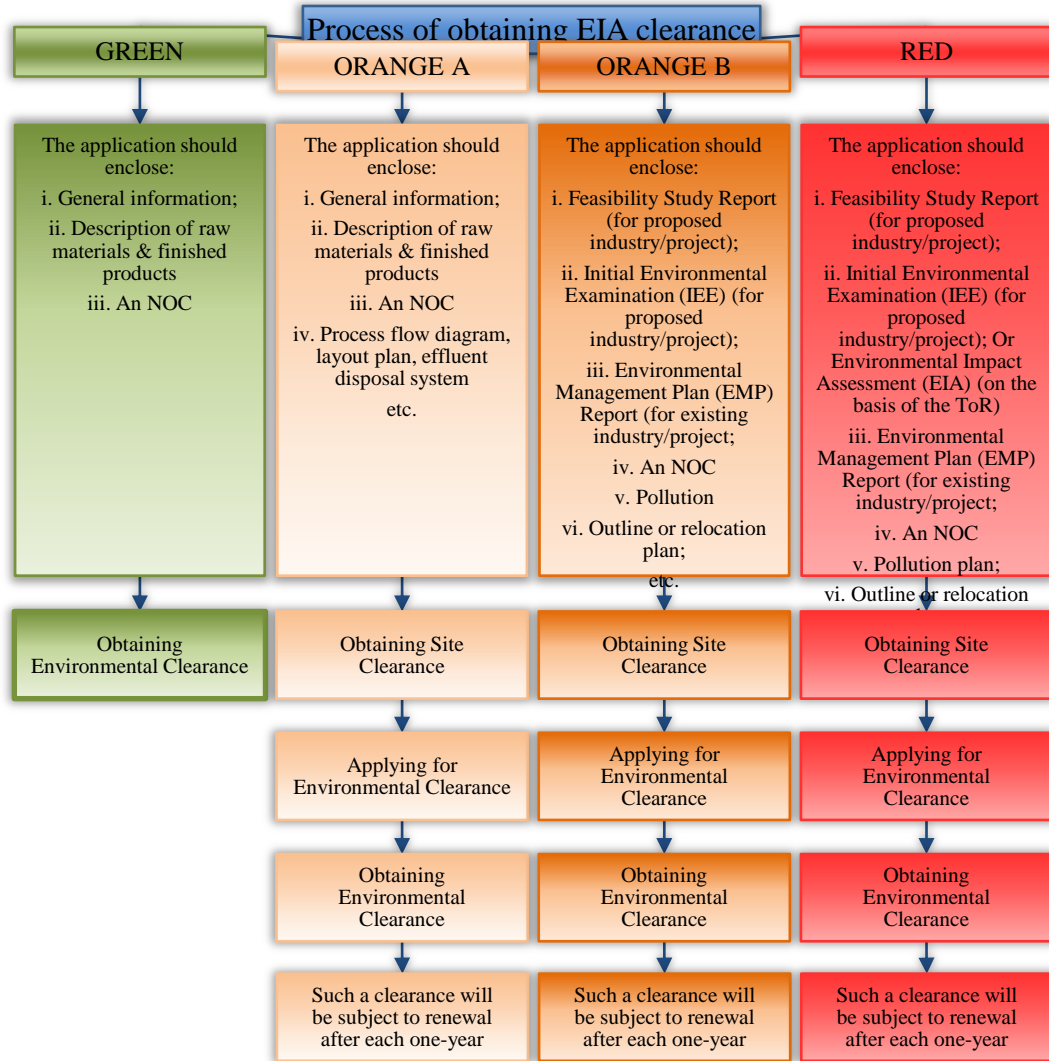 Process of obtaining EIA clearance
GREEN
The application should
enclose:
i. General information;
ii. Description of raw
materials & finished
products
iii. An NOC
Obtaining
Environmental Clearance
ORANGE A
The application should
enclose:
i. General information;
ii. Description of raw
materials & finished
products
iii. An NOC
iv. Process flow diagram,
layout plan, effluent
disposal system
etc.
Obtaining Site
Clearance
Applying for
Environmental Clearance
Obtaining
Environmental
Clearance
Such a clearance will
be subject to renewal
after each one-year
ORANGE B
The application should
enclose:
i. Feasibility Study Report
(for proposed
industry/project);
ii. Initial Environmental
Examination (IEE) (for
proposed
industry/project);
iii. Environmental
Management Plan (EMP)
Report (for existing
industry/project;
iv. An NOC
v. Pollution
vi. Outline or relocation
plan;
etc.
Obtaining Site
Clearance
Applying for
Environmental
Clearance
Obtaining
Environmental
Clearance
Such a clearance will
be subject to renewal
after each one-year
RED
The application should
enclose:
i. Feasibility Study Report
(for proposed
industry/project);
ii. Initial Environmental
Examination (IEE) (for
proposed
industry/project); Or
Environmental Impact
Assessment (EIA) (on the
basis of the ToR)
iii. Environmental
Management Plan (EMP)
Report (for existing
industry/project;
iv. An NOC
v. Pollution plan;
vi. Outline or relocation
Obtaining Site
Clearance
Applying for
Environmental
Clearance
Obtaining
Environmental
Clearance
Such a clearance will
be subject to renewal
after each one-year